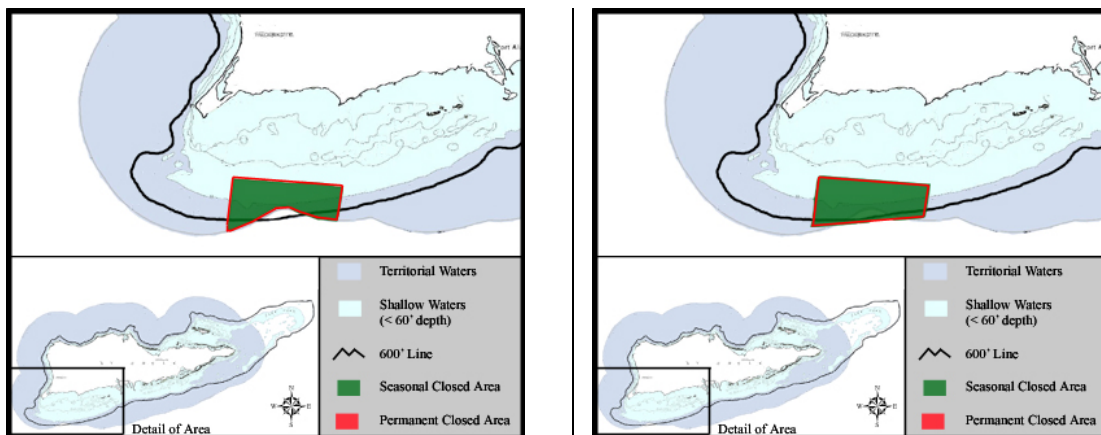 Territorial Waters
Shallow Waters
(< 60' depth)
600' Line
Seasonal Closed Area
Permanent Closed Area
N
W E
S
Detail of Area
Territorial Waters
Shallow Waters
(< 60' depth)
600' Line
Seasonal Closed Area
Permanent Closed Area
N
W E
S
Detail of Area